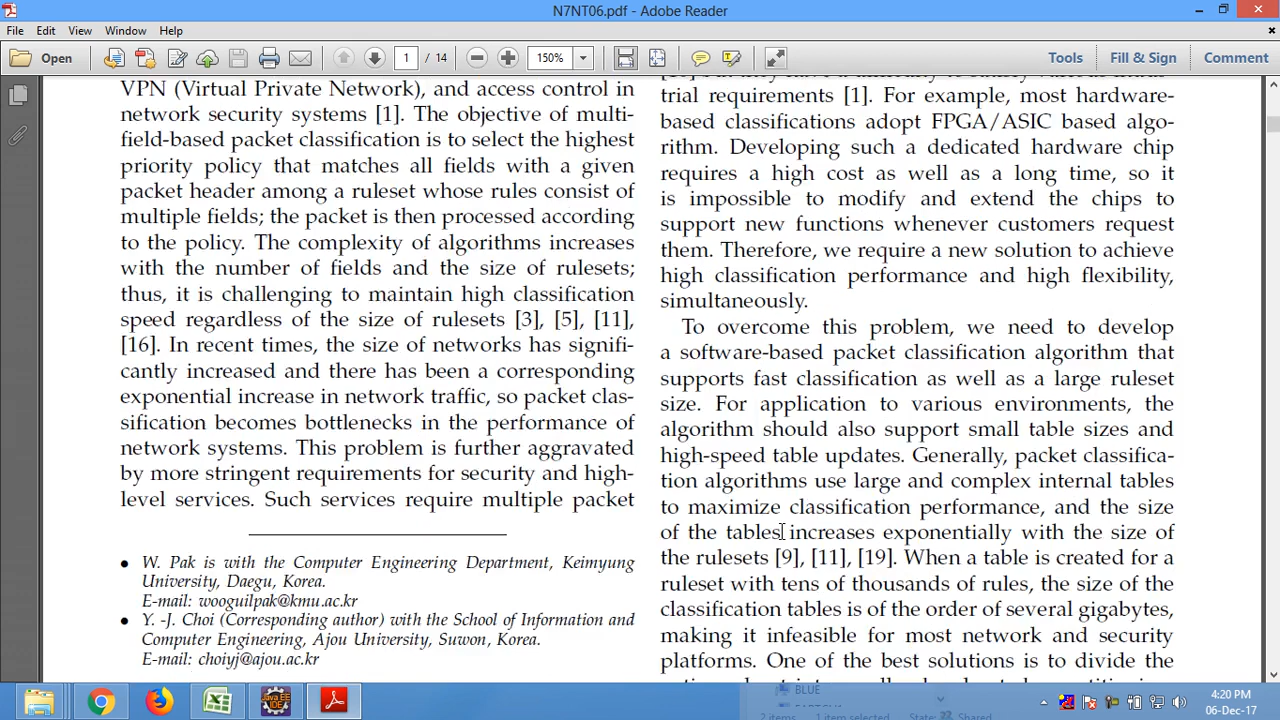 N7NT06.pdf - Adobe Reader
File Edit View Window Help
Open 1 / 14 150% Tools Fill & Sign Comment
VPN (Virtual Private Network), and access control in
network security systems [1]. The objective of multi-
field-based packet classification is to select the highest
priority policy that matches all fields with a given
packet header among a ruleset whose rules consist of
multiple fields; the packet is then processed according
to the policy. The complexity of algorithms increases
with the number of fields and the size of rulesets;
thus, it is challenging to maintain high classification
speed regardless of the size of rulesets [3], [5], [11],
[16]. In recent times, the size of networks has signifi-
cantly increased and there has been a corresponding
exponential increase in network traffic, so packet clas-
sification becomes bottlenecks in the performance of
network systems. This problem is further aggravated
by more stringent requirements for security and high-
level services. Such services require multiple packet
• W. Pak is with the Computer Engineering Department, Keimyung
University, Daegu, Korea.
E-mail: wooguilpak@kmu.ac.kr
• Y. -J. Choi (Corresponding author) with the School of Information and
Computer Engineering, Ajou University, Suwon, Korea.
E-mail: choiyj@ajou.ac.kr
trial requirements [1]. For example, most hardware-
based classifications adopt FPGA/ASIC based algo-
rithm. Developing such a dedicated hardware chip
requires a high cost as well as a long time, so it
is impossible to modify and extend the chips to
support new functions whenever customers request
them. Therefore, we require a new solution to achieve
high classification performance and high flexibility,
simultaneously.
To overcome this problem, we need to develop
a software-based packet classification algorithm that
supports fast classification as well as a large ruleset
size. For application to various environments, the
algorithm should also support small table sizes and
high-speed table updates. Generally, packet classifica-
tion algorithms use large and complex internal tables
to maximize classification performance, and the size
of the tables increases exponentially with the size of
the rulesets [9], [11], [19]. When a table is created for a
ruleset with tens of thousands of rules, the size of the
classification tables is of the order of several gigabytes,
making it infeasible for most network and security
platforms. One of the best solutions is to divide the
BLUE
2 items 1 item selected State: Shared
Java EE
IDE
4:20 PM
06-Dec-17